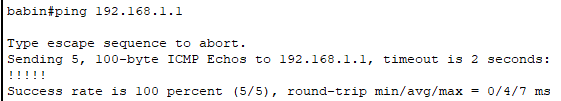 babin#ping 192.168.1.1
Type escape sequence to abort.
Sending 5, 100-byte ICMP Echos to 192.168.1.1, timeout is 2 seconds:
!!!!!
Success rate is 100 percent (5/5), round-trip min/avg/max = 0/4/7 ms